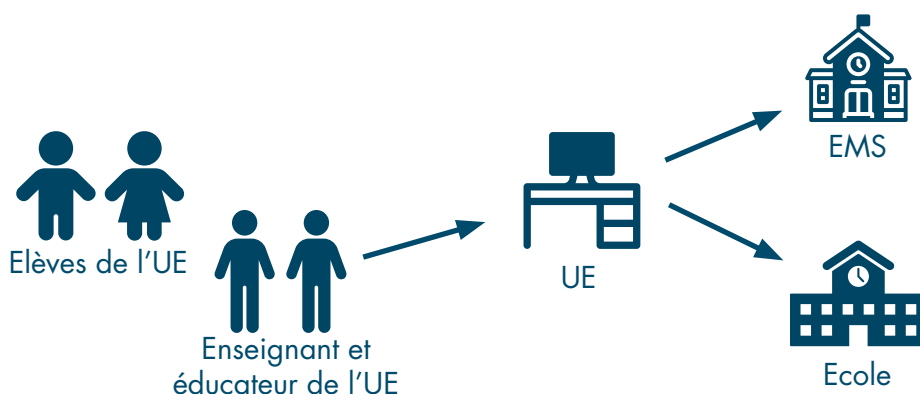 Elèves de l’UE
Enseignant et
éducateur de l’UE
UE
EMS
Ecole